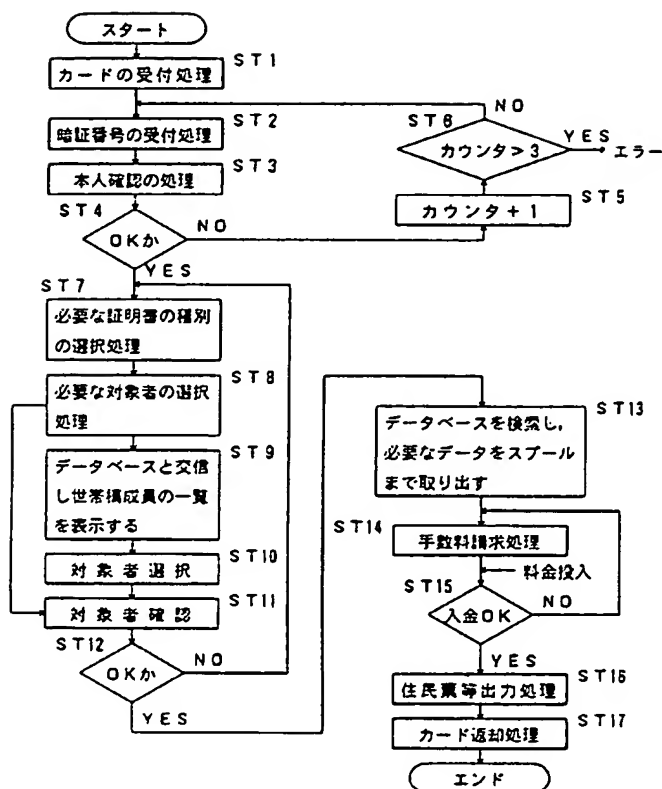 スタート
カードの受付処理
ST1
暗証番号の受付処理
ST2
本人確認の処理
ST3
ST4
OKか
NO
YES
カウンタ+1
ST5
ST6
カウンタ>3
NO
YES
エラー
ST7
必要な証明書の種別
の選択処理
ST8
必要な対象者の選択
処理
ST9
データベースと交信
し世帯構成員の一覧
を表示する
ST10
対象者選択
ST11
対象者確認
ST12
OKか
NO
YES
ST13
データベースを検索し,
必要なデータをスプール
まで取り出す
ST14
手数料請求処理
料金投入
ST15
入金OK
NO
YES
ST16
住民票等出力処理
ST17
カード返却処理
エンド